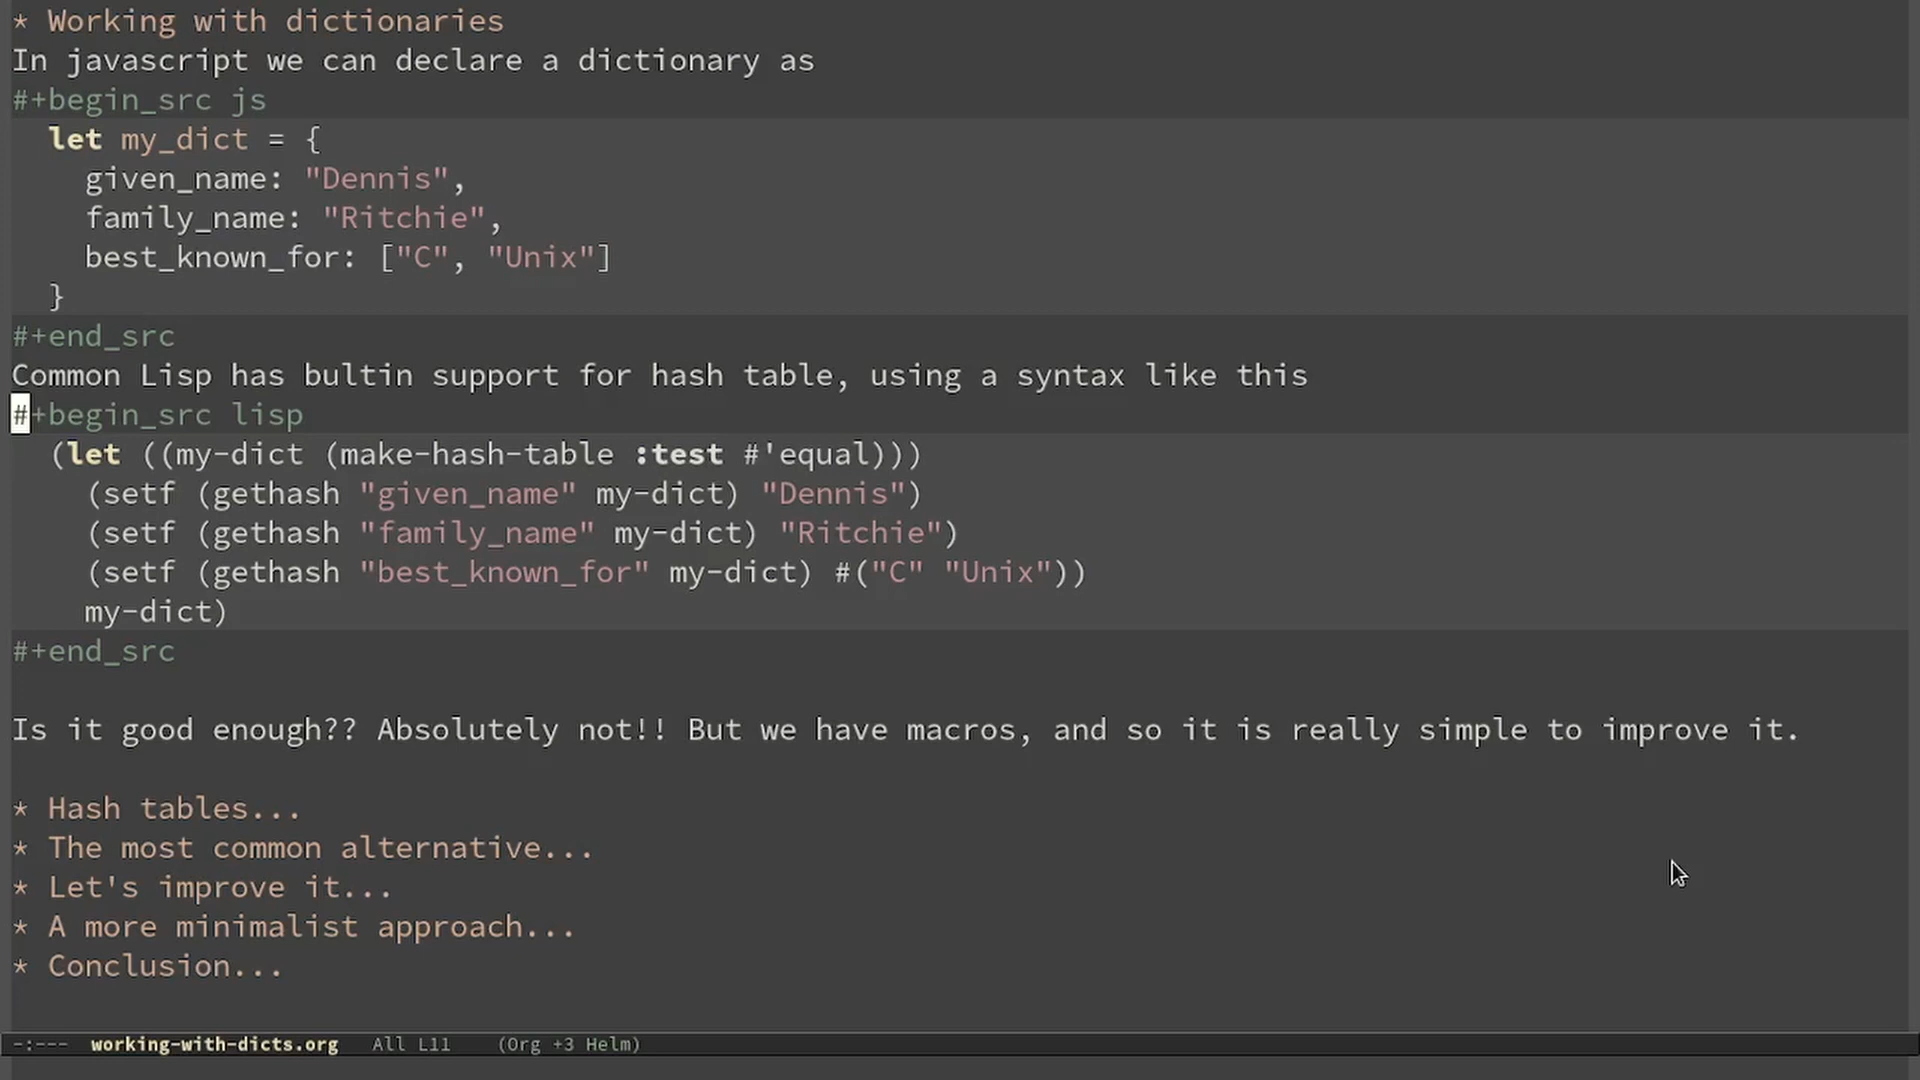 * Working with dictionaries
In javascript we can declare a dictionary as
#+begin_src js
  let my_dict = {
    given_name: "Dennis",
    family_name: "Ritchie",
    best_known_for: ["C", "Unix"]
  }
#+end_src
Common Lisp has bultin support for hash table, using a syntax like this
#+begin_src lisp
  (let ((my-dict (make-hash-table :test #'equal)))
    (setf (gethash "given_name" my-dict) "Dennis")
    (setf (gethash "family_name" my-dict) "Ritchie")
    (setf (gethash "best_known_for" my-dict) #("C" "Unix"))
    my-dict)
#+end_src
Is it good enough?? Absolutely not!! But we have macros, and so it is really simple to improve it.
* Hash tables...
* The most common alternative...
* Let's improve it...
* A more minimalist approach...
* Conclusion...
-:---  working-with-dicts.org   All L11    (Org +3 Helm)